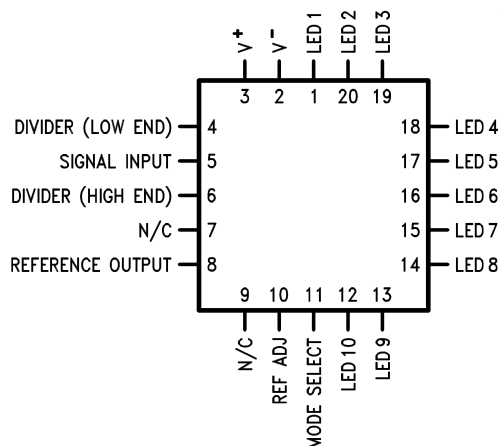 V+
V-
LED 1
LED 2
LED 3
3 2 1 20 19
DIVIDER (LOW END) 4
18 LED 4
SIGNAL INPUT 5
17 LED 5
DIVIDER (HIGH END) 6
16 LED 6
N/C 7
15 LED 7
REFERENCE OUTPUT 8
14 LED 8
9 10 11 12 13
N/C
REF ADJ
MODE SELECT
LED 10
LED 9